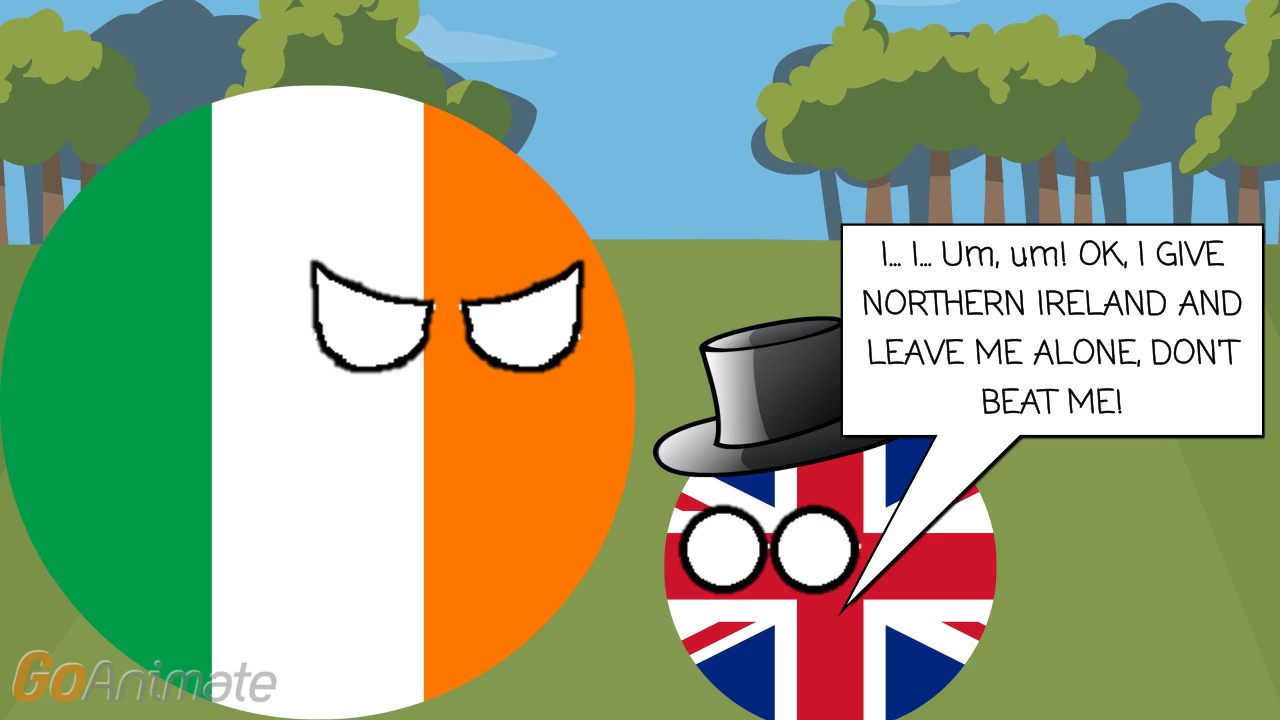 I... I... Um, um! OK, I GIVE
NORTHERN IRELAND AND
LEAVE ME ALONE, DON'T
BEAT ME!
GoAnimate